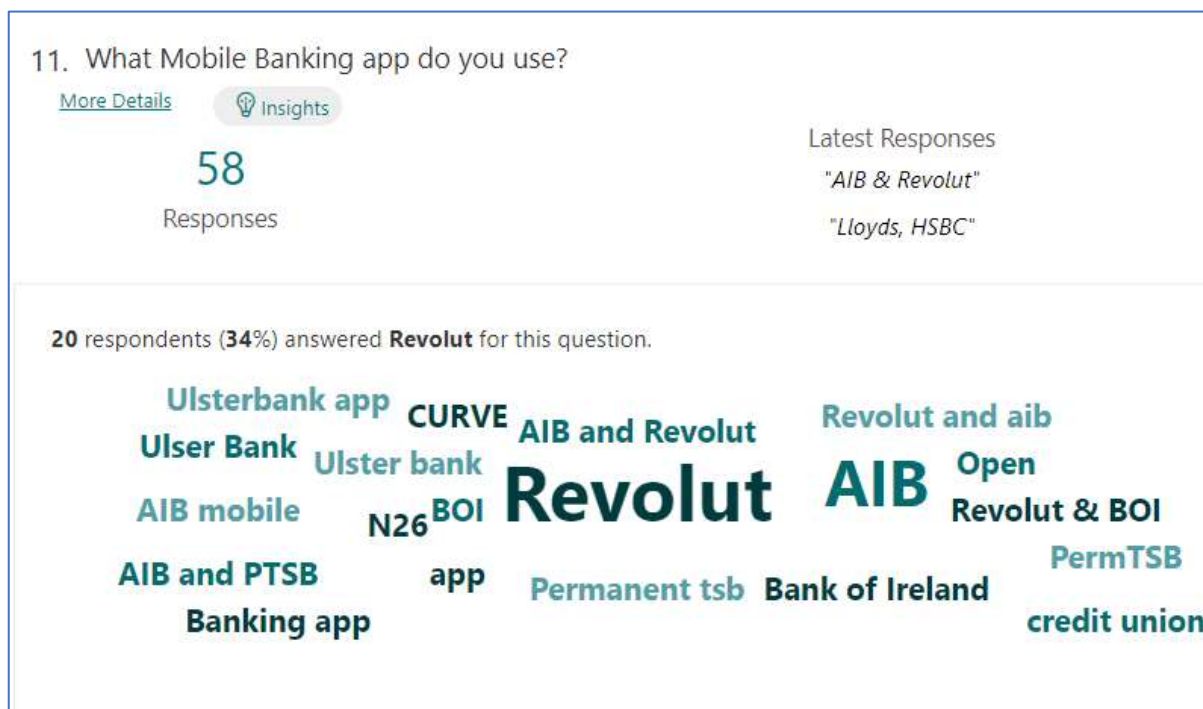 11. What Mobile Banking app do you use?
More Details
Insights
58
Responses
Latest Responses
"AIB & Revolut"
"Lloyds, HSBC"
20 respondents (34%) answered Revolut for this question.
Ulsterbank app
CURVE
AIB and Revolut
Revolut and aib
Ulser Bank
Ulster bank
Revolut
AIB
Open
AIB mobile
N26
BOI
Revolut & BOI
AIB and PTSB
app
Permanent tsb
Bank of Ireland
PermTSB
Banking app
credit union